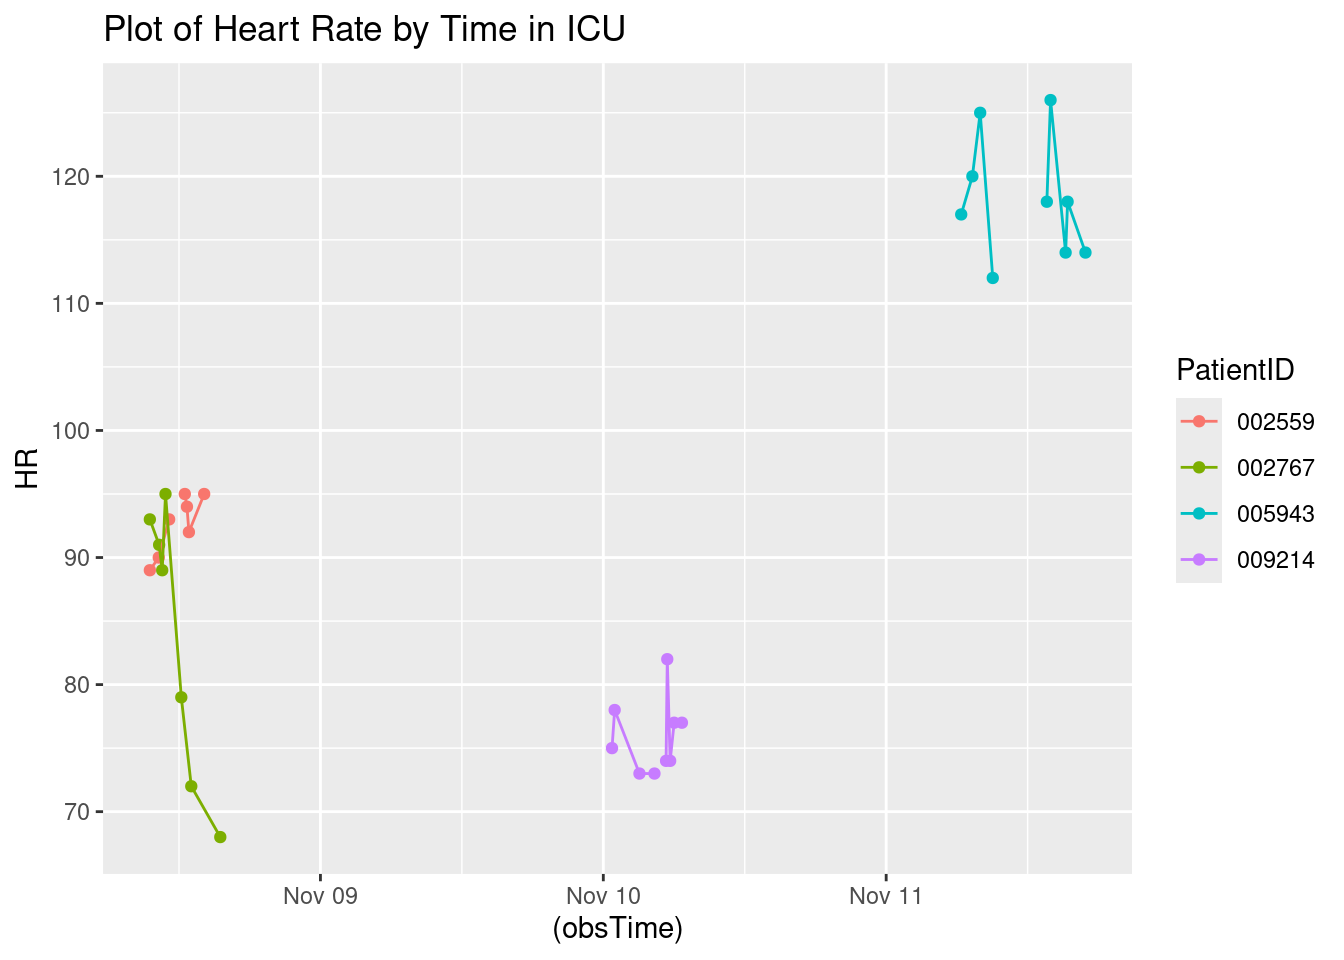 Plot of Heart Rate by Time in ICU
120
110
100
90
80
70
HR
Nov 09
Nov 10
Nov 11
(obsTime)
PatientID
002559
002767
005943
009214